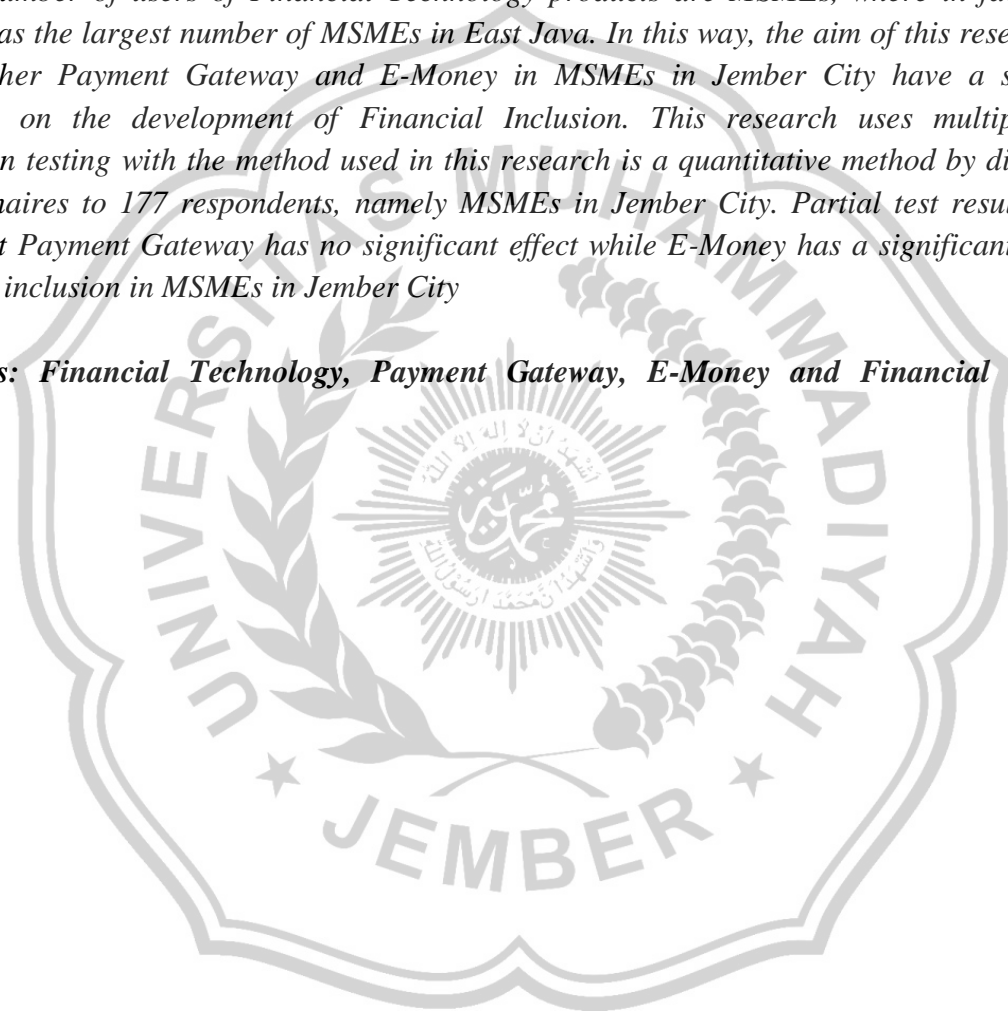 umber of users of Financial Technology products are MSMEs, where in fa
as the largest number of MSMEs in East Java. In this way, the aim of this rese
her Payment Gateway and E-Money in MSMEs in Jember City have a s
on the development of Financial Inclusion. This research uses multip
n testing with the method used in this research is a quantitative method by di
naires to 177 respondents, namely MSMEs in Jember City. Partial test resul
t Payment Gateway has no significant effect while E-Money has a significant
inclusion in MSMEs in Jember City
s: Financial Technology, Payment Gateway, E-Money and Financial
UNIVERSITAS MUHAMMADIYAH
JEMBER